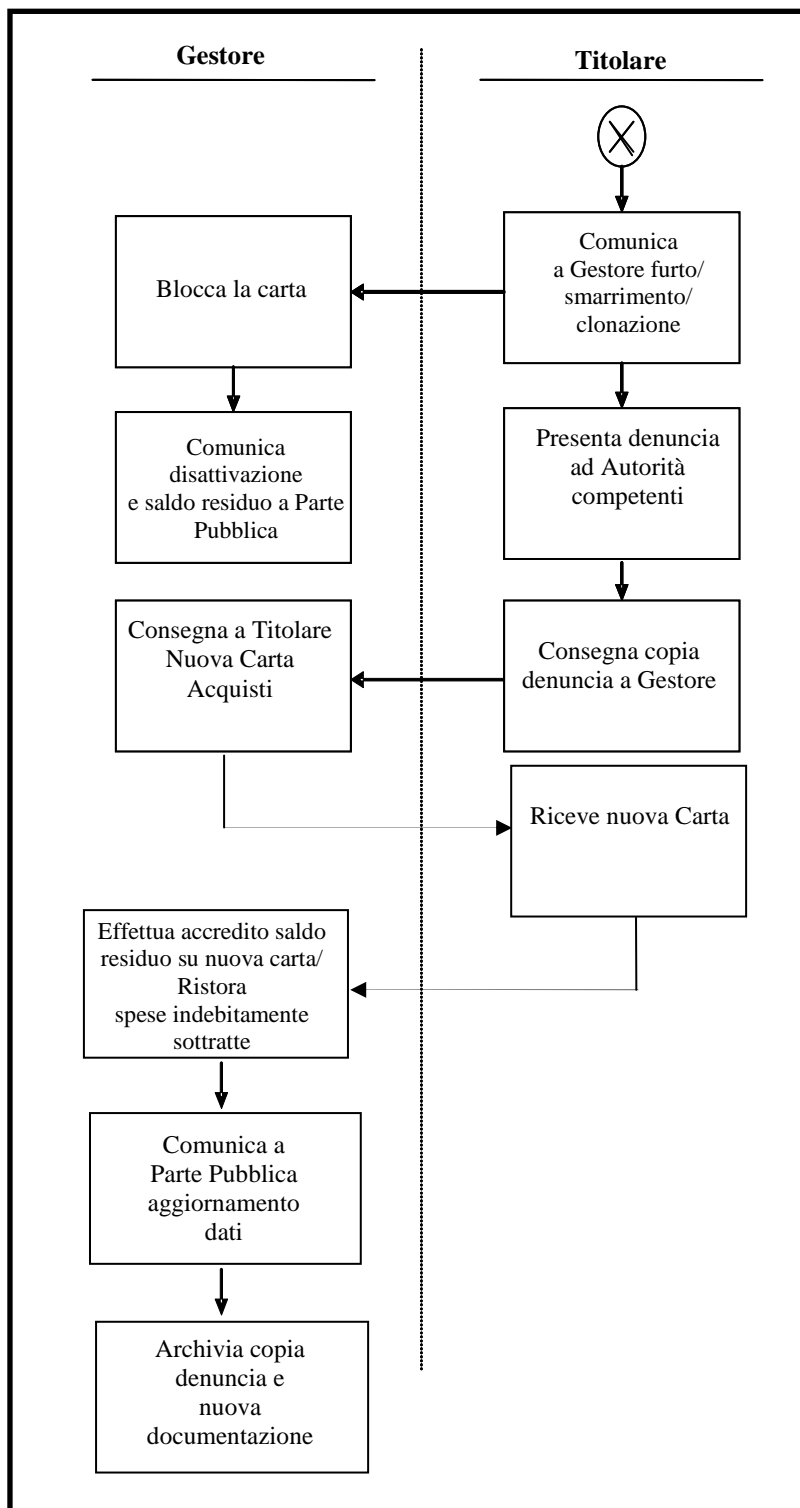 Gestore
Titolare
Comunica
a Gestore furto/
smarrimento/
clonazione
Blocca la carta
Presenta denuncia
ad Autorità
competenti
Comunica
disattivazione
e saldo residuo a Parte
Pubblica
Consegna copia
denuncia a Gestore
Consegna a Titolare
Nuova Carta
Acquisti
Riceve nuova Carta
Effettua accredito saldo
residuo su nuova carta/
Ristora
spese indebitamente
sottratte
Comunica a
Parte Pubblica
aggiornamento
dati
Archivia copia
denuncia e
nuova
documentazione